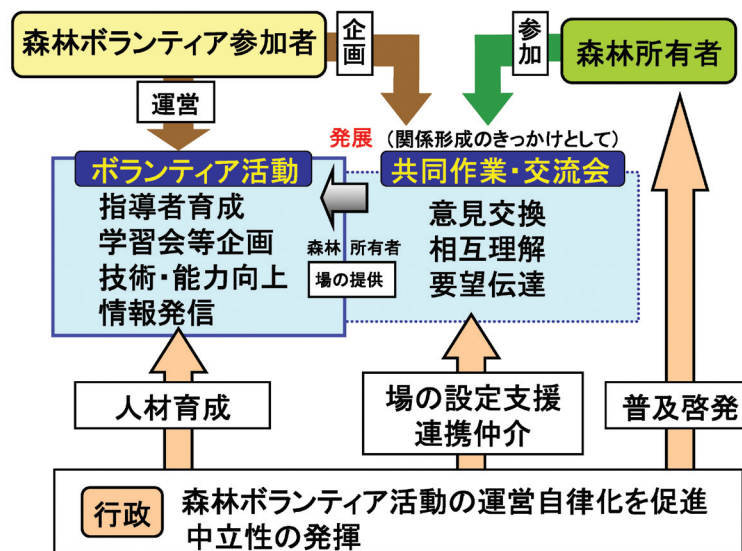 森林ボランティア参加者
企画
参加
森林所有者
運営
発展 (関係形成のきっかけとして)
ボランティア活動
共同作業・交流会
指導者育成
学習会等企画
技術・能力向上
情報発信
森林 所有者
場の提供
意見交換
相互理解
要望伝達
人材育成
場の設定支援
連携仲介
普及啓発
行政
森林ボランティア活動の運営自律化を促進
中立性の発揮